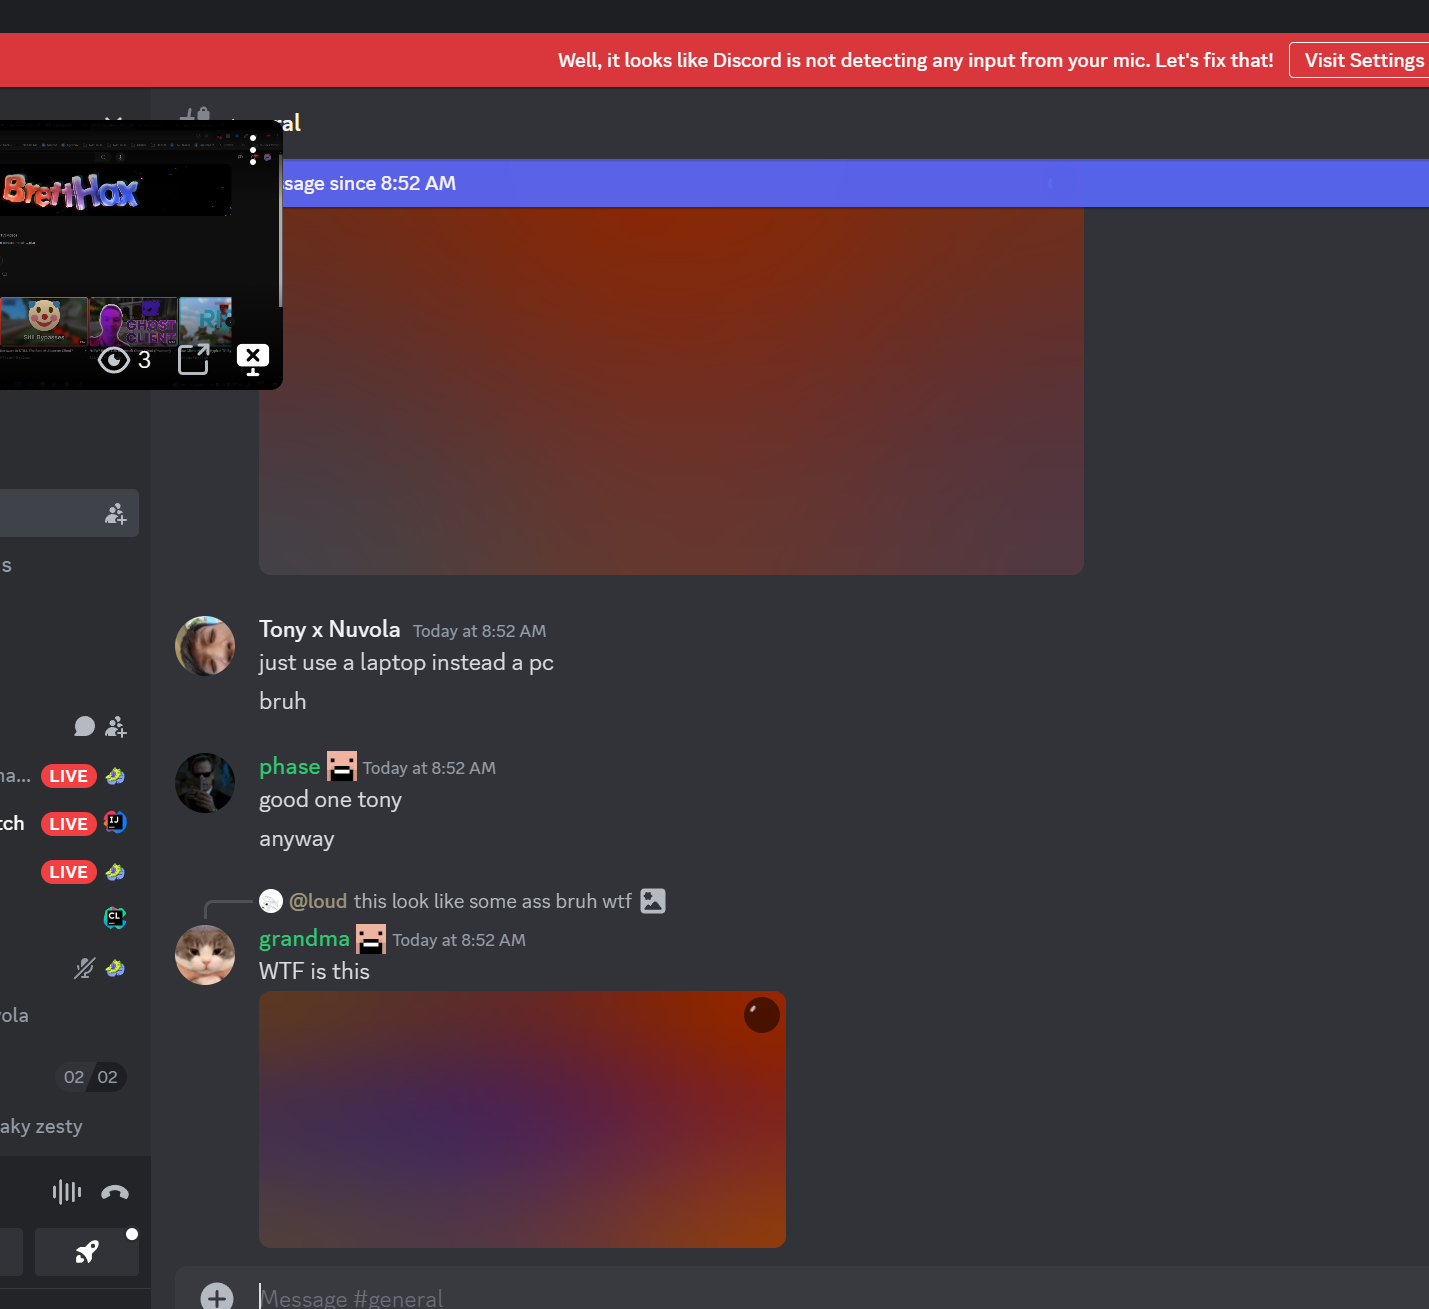 Well, it looks like Discord is not detecting any input from your mic. Let's fix that!
Visit Settings
al
sage since 8:52 AM
BrettHax
Still Bypasses
GHOST
CLIENT
3
s
Tony x Nuvola Today at 8:52 AM
just use a laptop instead a pc
bruh
na... LIVE
tch LIVE IJ
LIVE
CL
phase Today at 8:52 AM
good one tony
anyway
@loud this look like some ass bruh wtf
grandma Today at 8:52 AM
WTF is this
ola
02 02
aky zesty
Message #general